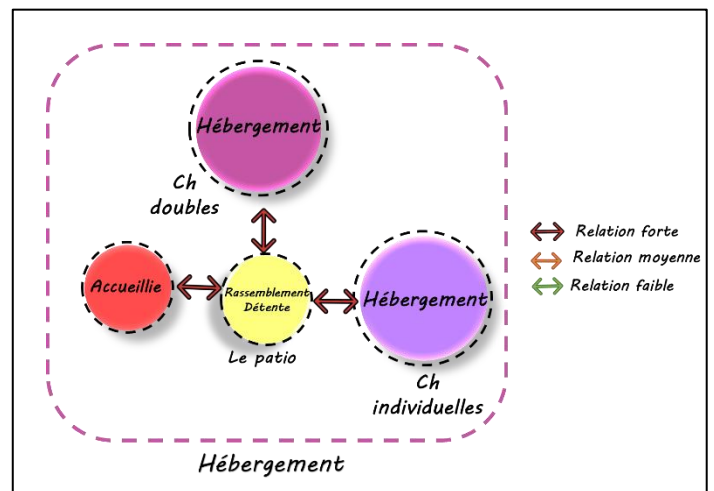 Hébergement
Ch
doubles
Accueillie
Rassemblement
Détente
Le patio
Hébergement
Ch
individuelles
Hébergement
Relation forte
Relation moyenne
Relation faible